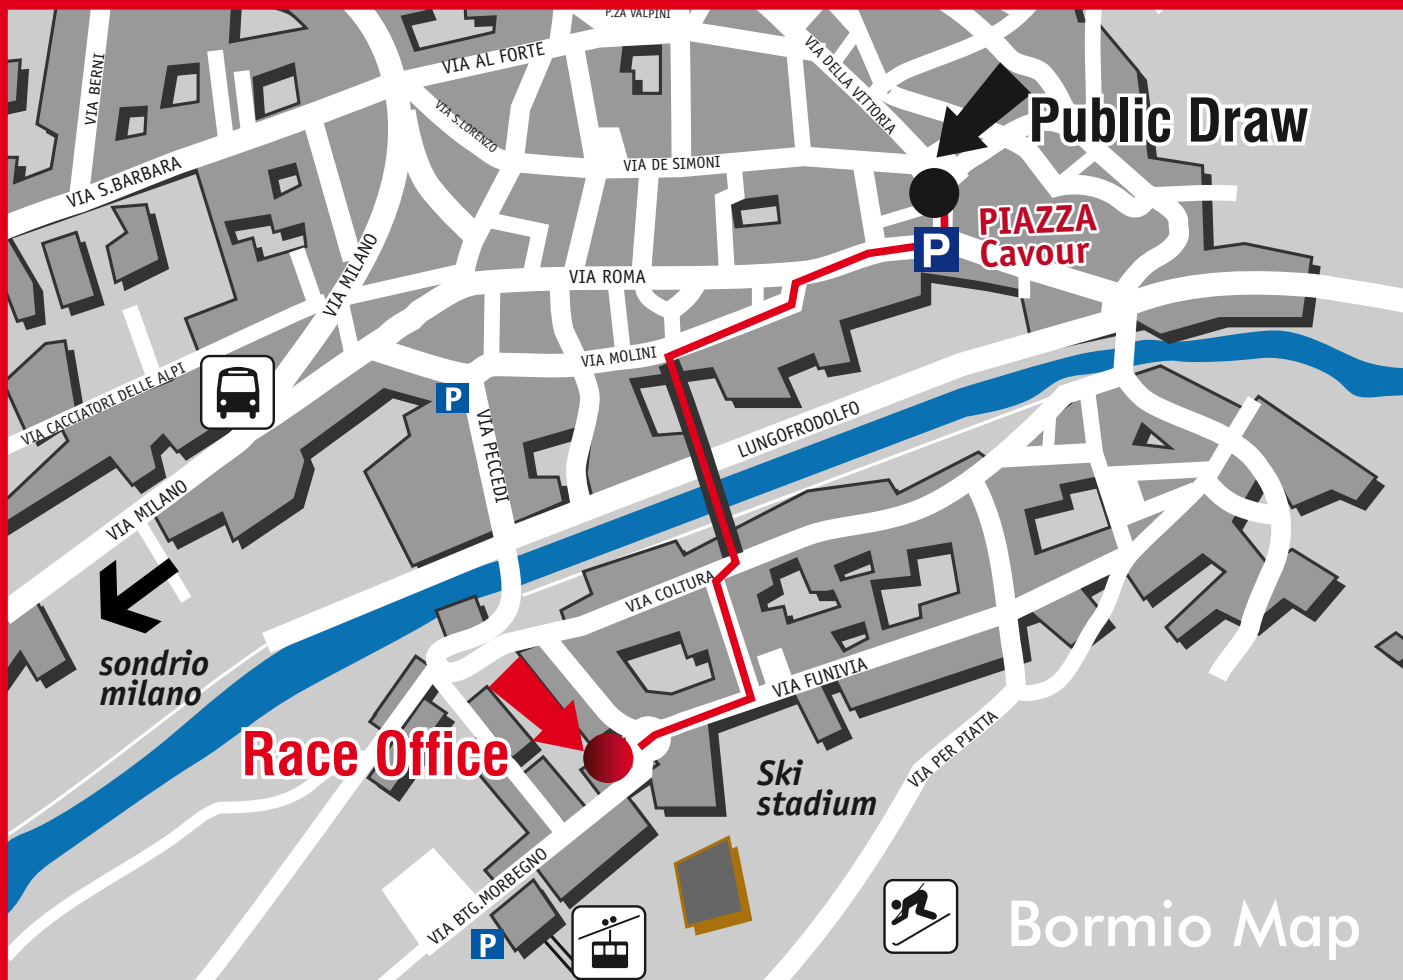 P.ZA VALPINI
VIA AL FORTE
VIA DELLA VITTORIA
VIA BERNI
VIA S.LORENZO
Public Draw
VIA DE SIMONI
VIA S.BARBARA
PIAZZA
Cavour
P
VIA MILANO
VIA ROMA
VIA MOLINI
VIA CACCIATORI DELLE ALPI
P
VIA PECCEDI
LUNGOFRODOLFO
VIA MILANO
VIA COLTURA
sondrio
milano
VIA FUNIVIA
Race Office
VIA PER PIATTA
Ski
stadium
VIA BTG.MORBEGNO
P
Bormio Map